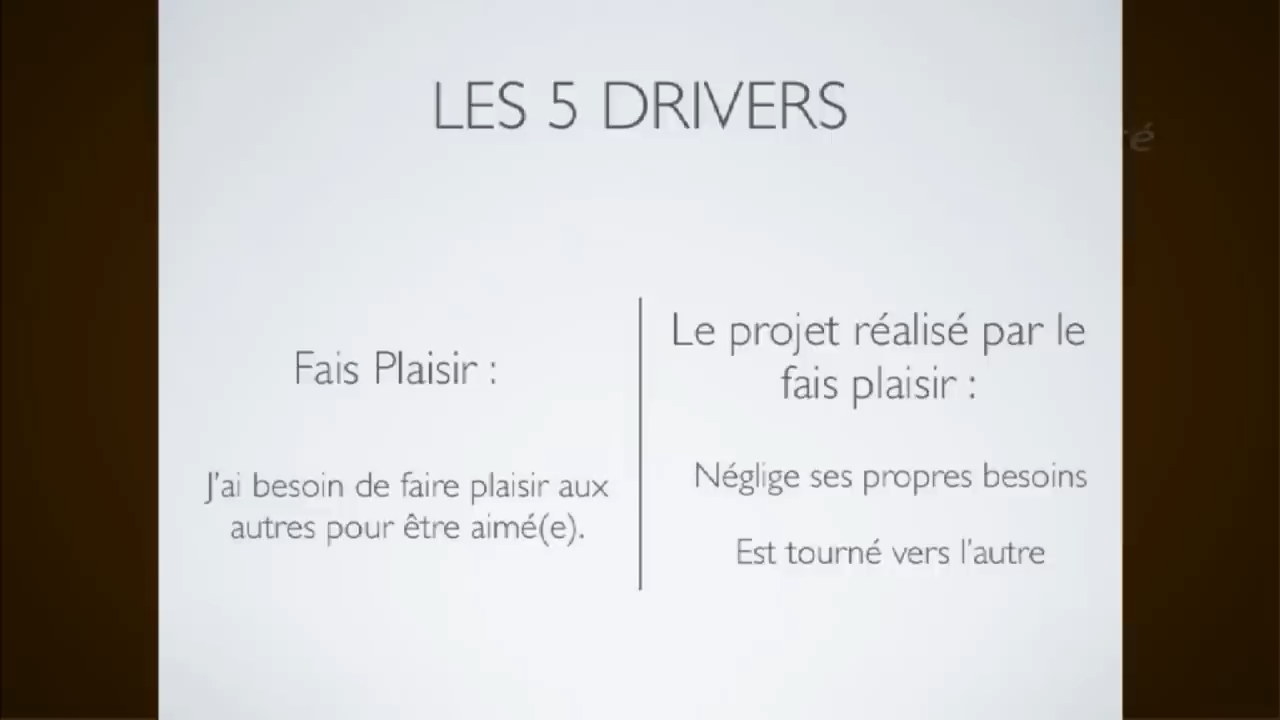 LES 5 DRIVERS
Fais Plaisir :
J'ai besoin de faire plaisir aux
autres pour être aimé(e).
Le projet réalisé par le
fais plaisir :
Néglige ses propres besoins
Est tourné vers l'autre